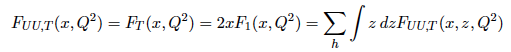 F_{UU,T}(x, Q^2) = F_T(x, Q^2) = 2xF_1(x, Q^2) = \sum_h \int z\, dz F_{UU,T}(x, z, Q^2)